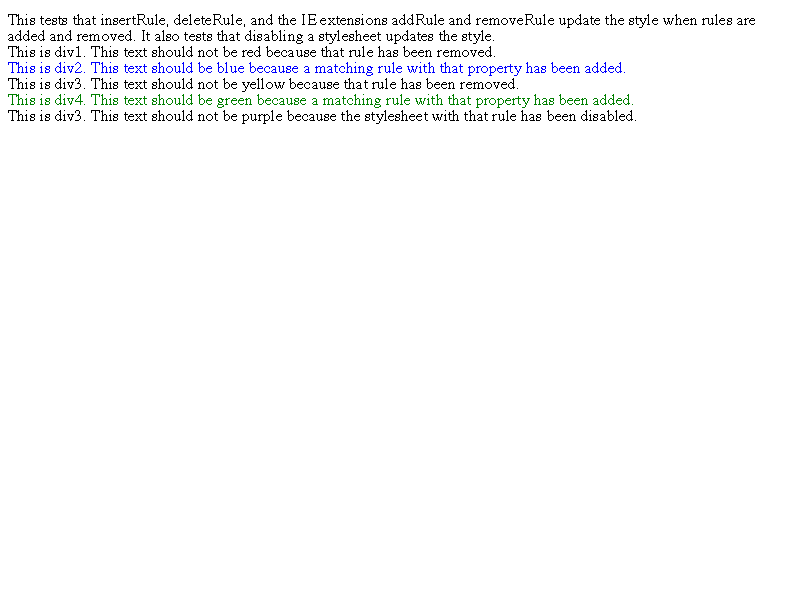 This tests that insertRule, deleteRule, and the IE extensions addRule and removeRule update the style when rules are
added and removed. It also tests that disabling a stylesheet updates the style.
This is div1. This text should not be red because that rule has been removed.
This is div2. This text should be blue because a matching rule with that property has been added.
This is div3. This text should not be yellow because that rule has been removed.
This is div4. This text should be green because a matching rule with that property has been added.
This is div3. This text should not be purple because the stylesheet with that rule has been disabled.